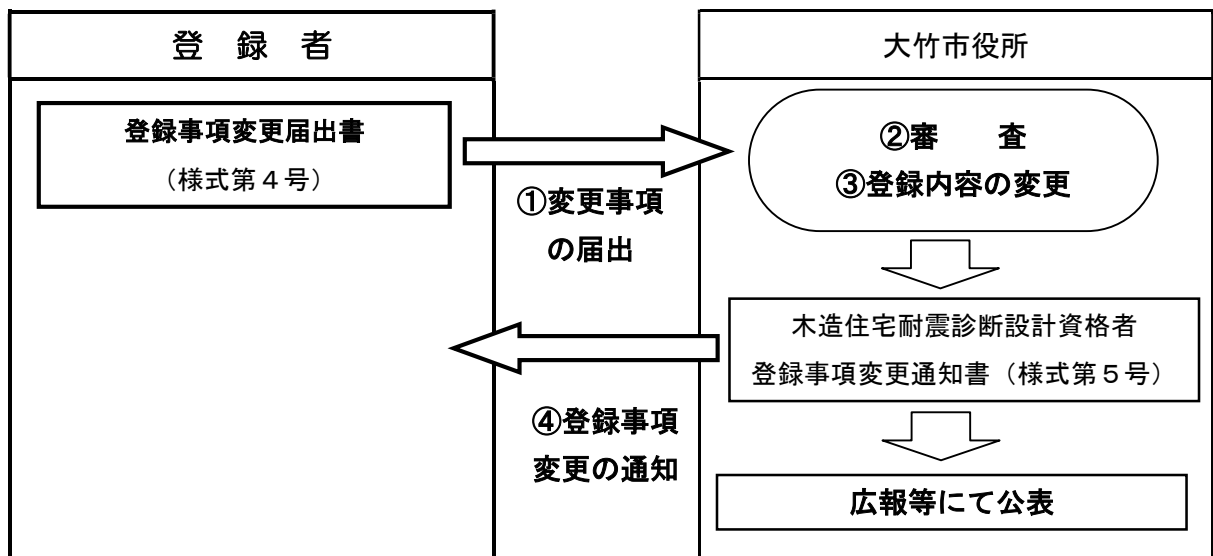 登　録　者
大竹市役所
登録事項変更届出書
（様式第４号）
①変更事項
の届出
②審　　査
③登録内容の変更
木造住宅耐震診断設計資格者
登録事項変更通知書（様式第５号）
④登録事項
変更の通知
広報等にて公表